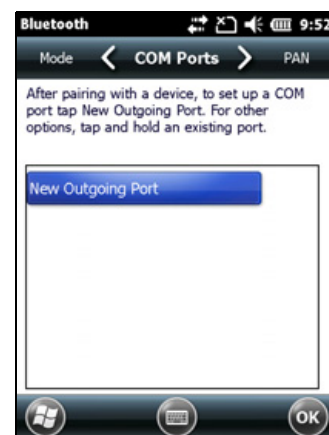 Bluetooth 9:52
Mode COM Ports PAN
After pairing with a device, to set up a COM
port tap New Outgoing Port. For other
options, tap and hold an existing port.
New Outgoing Port
OK